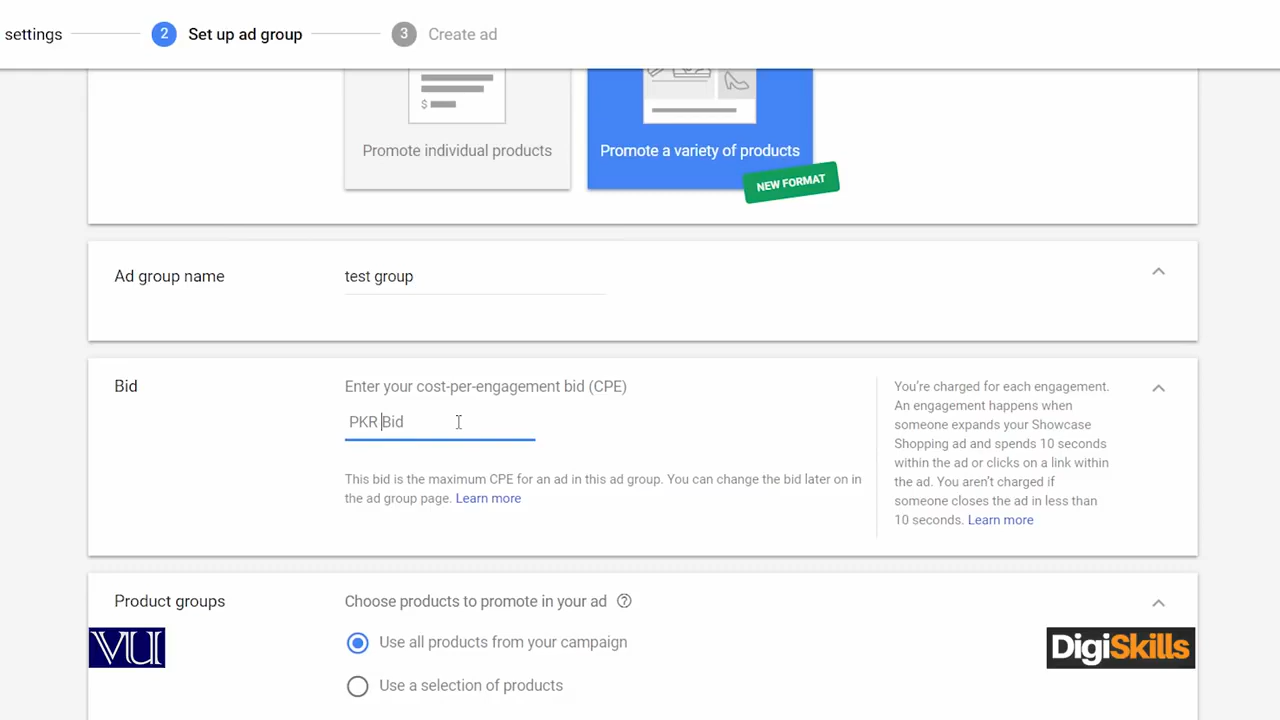 settings
2
Set up ad group
3
Create ad
$
Promote individual products
Promote a variety of products
NEW FORMAT
Ad group name
test group
Bid
Enter your cost-per-engagement bid (CPE)
PKR Bid
This bid is the maximum CPE for an ad in this ad group. You can change the bid later on in
the ad group page. Learn more
You're charged for each engagement.
An engagement happens when
someone expands your Showcase
Shopping ad and spends 10 seconds
within the ad or clicks on a link within
the ad. You aren't charged if
someone closes the ad in less than
10 seconds. Learn more
Product groups
Choose products to promote in your ad ?
Use all products from your campaign
Use a selection of products
VU
DigiSkills